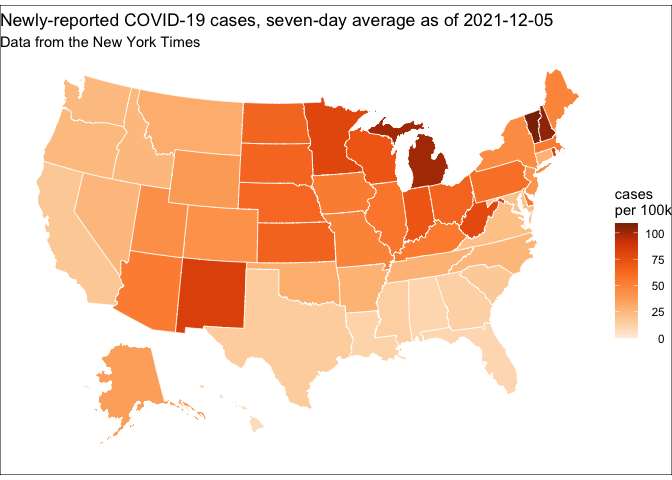 Newly-reported COVID-19 cases, seven-day average as of 2021-12-05
Data from the New York Times
cases
per 100k
100
75
50
25
0